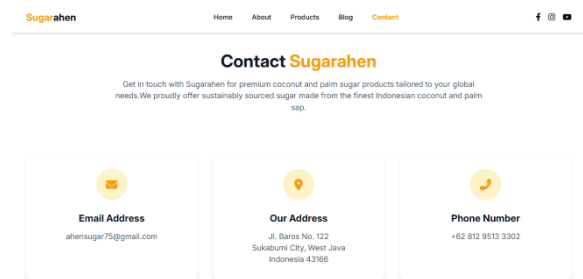 Sugarahen
Home About Products Blog Contact
Contact Sugarahen
Get in touch with Sugarahen for premium coconut and palm sugar products tailored to your global
needs.We proudly offer sustainably sourced sugar made from the finest Indonesian coconut and palm
sap.
Email Address
ahensugar75@gmail.com
Our Address
Jl. Baros No. 122
Sukabumi City, West Java
Indonesia 43166
Phone Number
+62 812 9513 3302